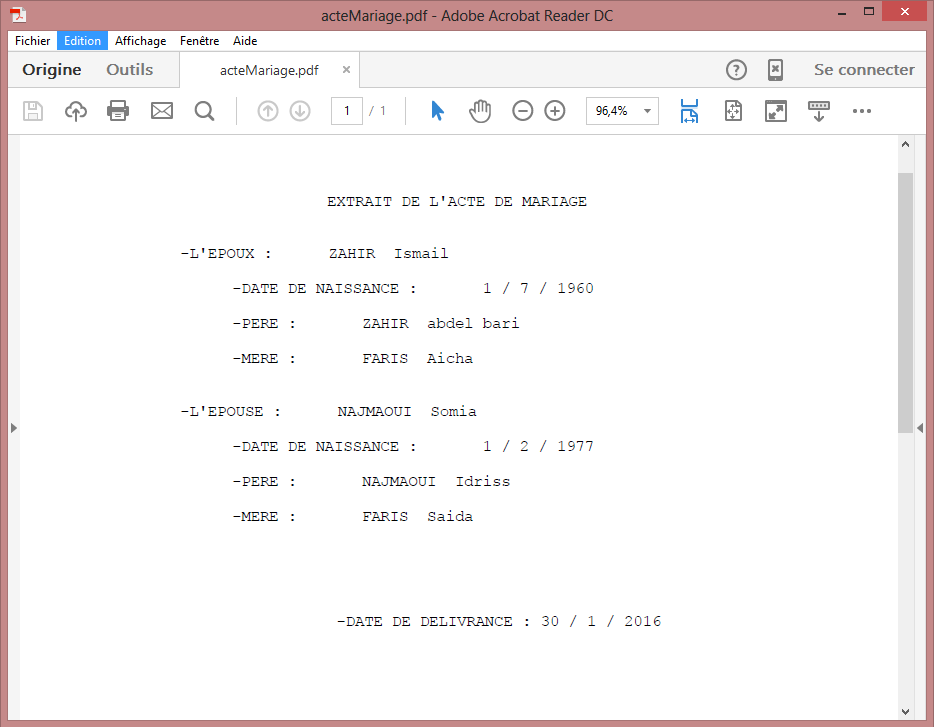 acteMariage.pdf - Adobe Acrobat Reader DC
Fichier Edition Affichage Fenêtre Aide
Origine Outils acteMariage.pdf × ? Se connecter
1 / 1 96,4%
EXTRAIT DE L'ACTE DE MARIAGE
-L'EPOUX : ZAHIR Ismail
-DATE DE NAISSANCE : 1 / 7 / 1960
-PERE : ZAHIR abdel bari
-MERE : FARIS Aicha
-L'EPOUSE : NAJMAOUI Somia
-DATE DE NAISSANCE : 1 / 2 / 1977
-PERE : NAJMAOUI Idriss
-MERE : FARIS Saida
-DATE DE DELIVRANCE : 30 / 1 / 2016